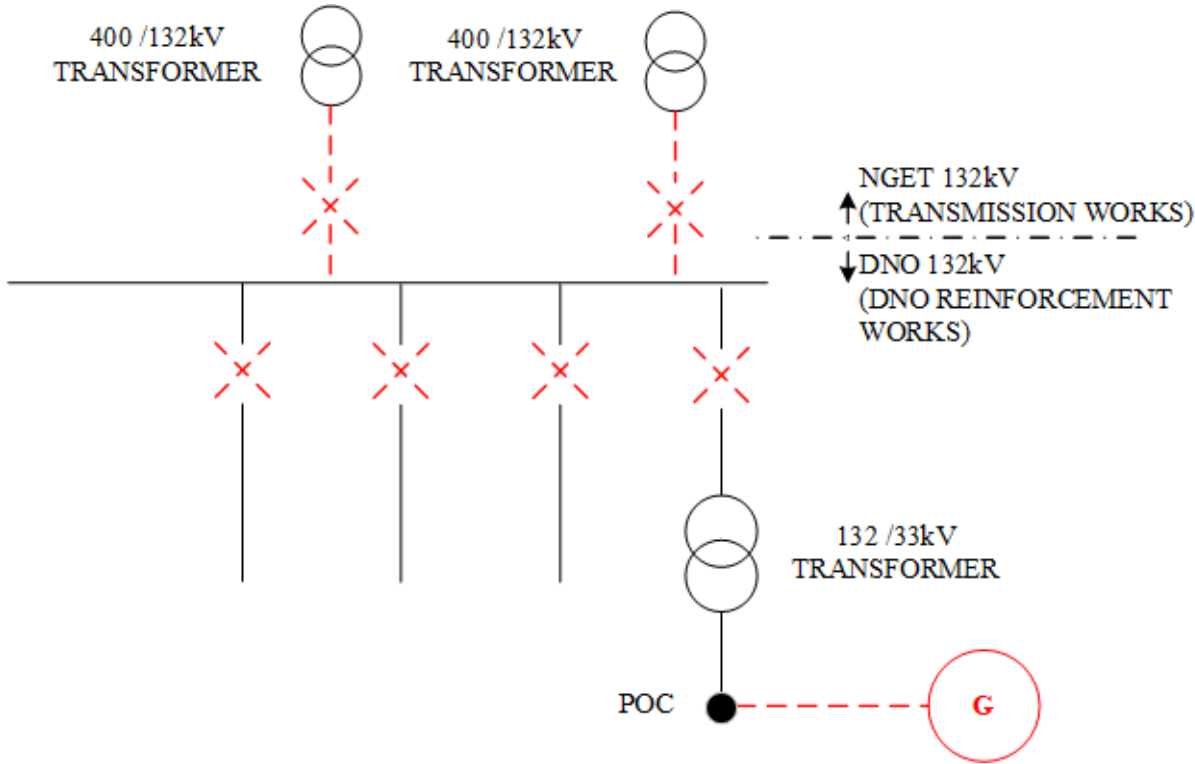 400 /132kV
TRANSFORMER
400 /132kV
TRANSFORMER
NGET 132kV
(TRANSMISSION WORKS)
DNO 132kV
(DNO REINFORCEMENT
WORKS)
132 /33kV
TRANSFORMER
POC
G